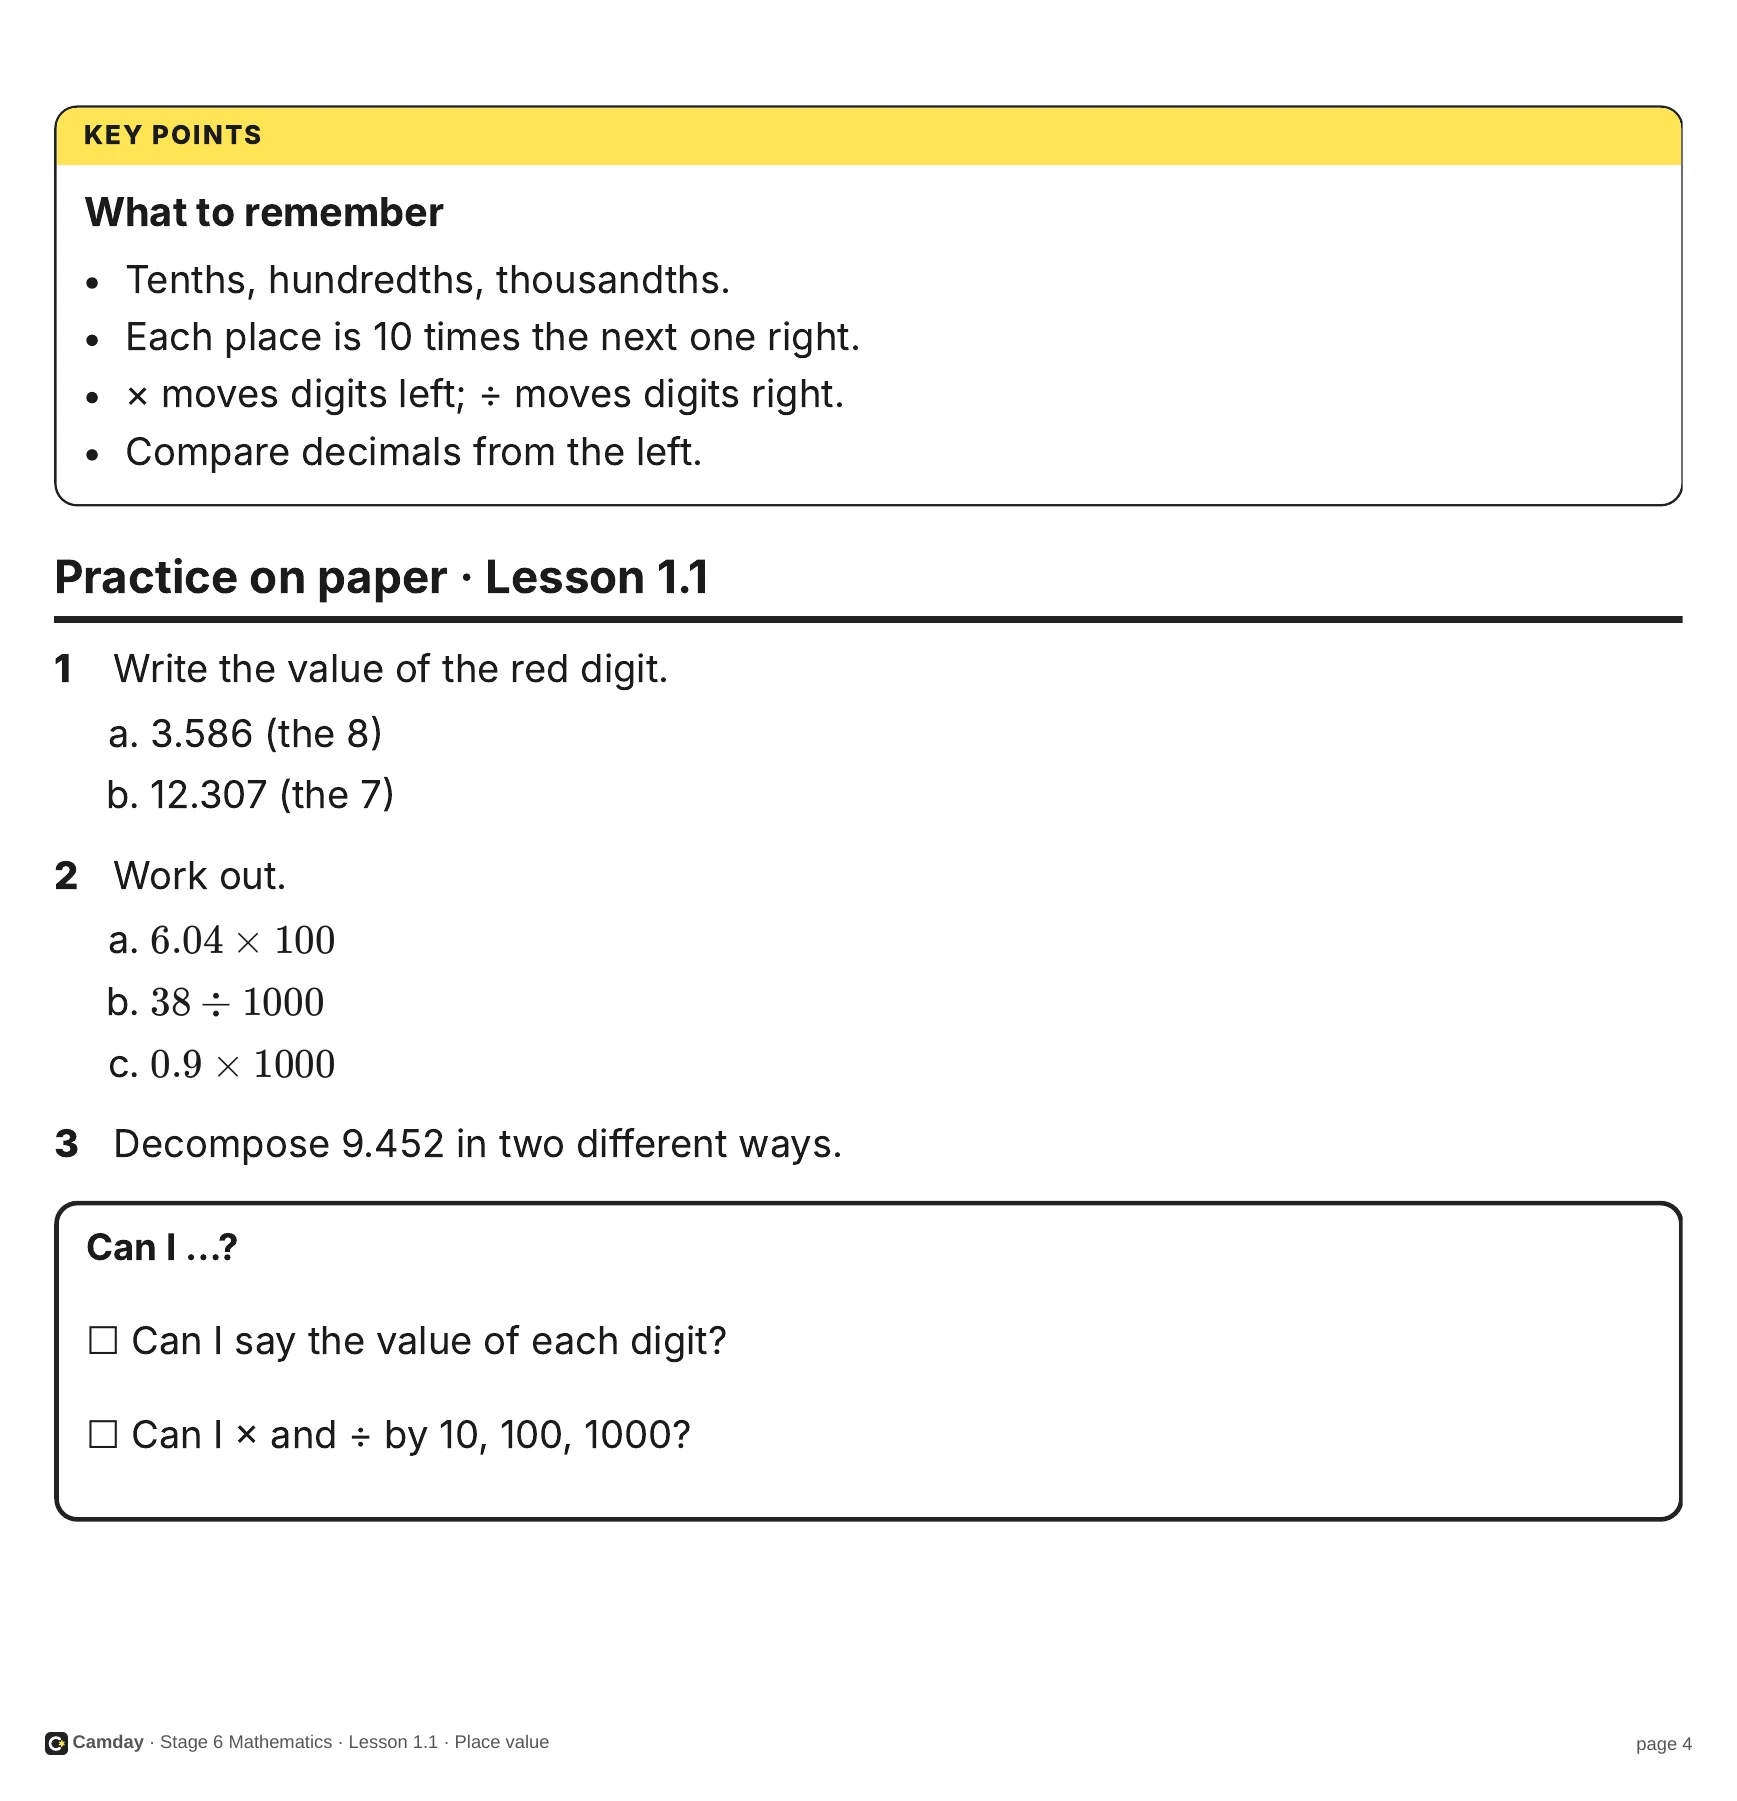 KEY POINTS
What to remember
• Tenths, hundredths, thousandths.
• Each place is 10 times the next one right.
• × moves digits left; ÷ moves digits right.
• Compare decimals from the left.
Practice on paper · Lesson 1.1
1 Write the value of the red digit.
a. 3.586 (the 8)
b. 12.307 (the 7)
2 Work out.
a. 6.04 × 100
b. 38 ÷ 1000
c. 0.9 × 1000
3 Decompose 9.452 in two different ways.
Can I …?
☐ Can I say the value of each digit?
☐ Can I × and ÷ by 10, 100, 1000?
Camday · Stage 6 Mathematics · Lesson 1.1 · Place value
page 4